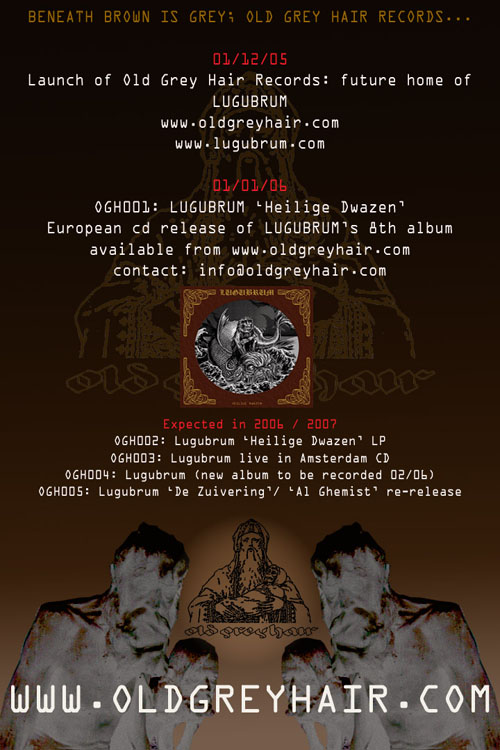 BENEATH BROWN IS GREY; OLD GREY HAIR RECORDS...
01/12/05
Launch of Old Grey Hair Records: future home of
LUGUBRUM
www.oldgreyhair.com
www.lugubrum.com
01/01/06
OGH001: LUGUBRUM 'Heilige Dwazen'
European cd release of LUGUBRUM's 8th album
available from www.oldgreyhair.com
contact: info@oldgreyhair.com
old grey hair
LUGUBRUM
Expected in 2006 / 2007
OGH002: Lugubrum 'Heilige Dwazen' LP
OGH003: Lugubrum live in Amsterdam CD
OGH004: Lugubrum (new album to be recorded 02/06)
OGH005: Lugubrum 'De Zuivering'/ 'Al Ghemist' re-release
old grey hair
WWW.OLDGREYHAIR.COM